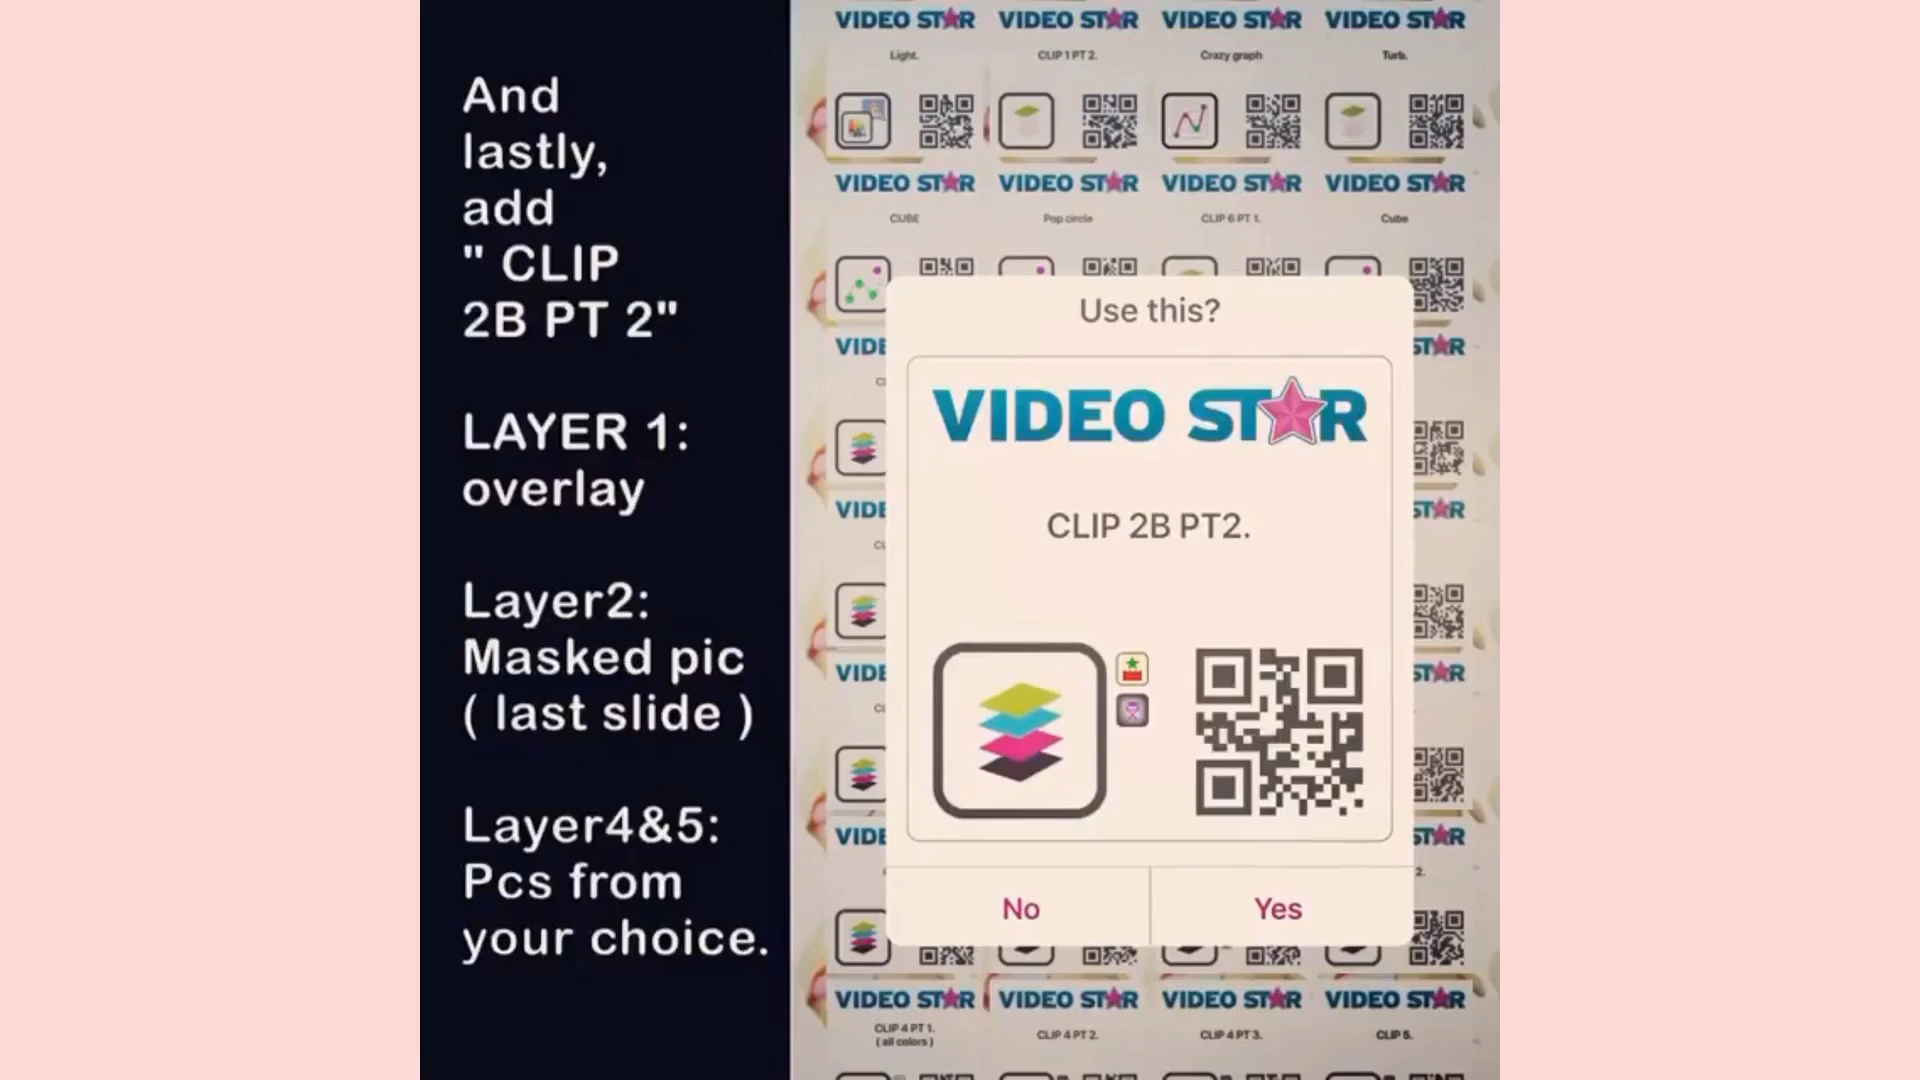 And
lastly,
add
" CLIP
2B PT 2"
LAYER 1:
overlay
Layer2:
Masked pic
( last slide )
Layer4&5:
Pcs from
your choice.
VIDEO STAR VIDEO STAR VIDEO STAR VIDEO STAR
Light. CLIP 1 PT 2. Crazy graph Turb.
VIDEO STAR VIDEO STAR VIDEO STAR VIDEO STAR
CUBE Pop circle CLIP 6 PT 1. Cube
Use this?
VIDEO STAR
CLIP 2B PT2.
No Yes
VIDEO STAR VIDEO STAR VIDEO STAR VIDEO STAR
CLIP 4 PT 1. CLIP 4 PT 2. CLIP 4 PT 3. CLIP 5.
( all colors )